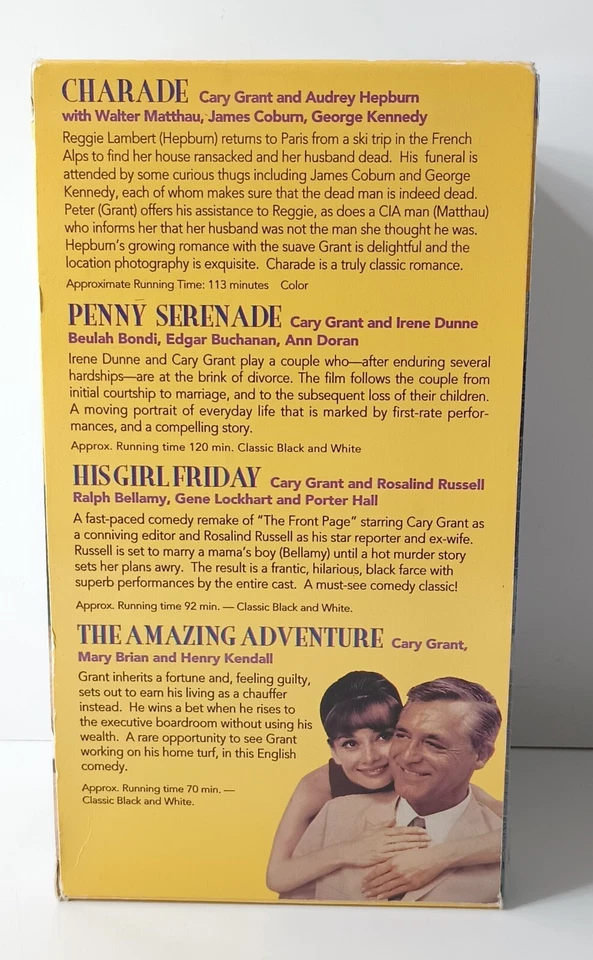 CHARADE Cary Grant and Audrey Hepburn
with Walter Matthau, James Coburn, George Kennedy
Reggie Lambert (Hepburn) returns to Paris from a ski trip in the French
Alps to find her house ransacked and her husband dead. His funeral is
attended by some curious thugs including James Coburn and George
Kennedy, each of whom makes sure that the dead man is indeed dead.
Peter (Grant) offers his assistance to Reggie, as does a CIA man (Matthau)
who informs her that her husband was not the man she thought he was.
Hepburn's growing romance with the suave Grant is delightful and the
location photography is exquisite. Charade is a truly classic romance.
Approximate Running Time: 113 minutes Color
PENNY SERENADE Cary Grant and Irene Dunne
Beulah Bondi, Edgar Buchanan, Ann Doran
Irene Dunne and Cary Grant play a couple who—after enduring several
hardships—are at the brink of divorce. The film follows the couple from
initial courtship to marriage, and to the subsequent loss of their children.
A moving portrait of everyday life that is marked by first-rate perfor-
mances, and a compelling story.
Approx. Running time 120 min. Classic Black and White
HIS GIRL FRIDAY Cary Grant and Rosalind Russell
Ralph Bellamy, Gene Lockhart and Porter Hall
A fast-paced comedy remake of "The Front Page" starring Cary Grant as
a conniving editor and Rosalind Russell as his star reporter and ex-wife.
Russell is set to marry a mama's boy (Bellamy) until a hot murder story
sets her plans awry. The result is a frantic, hilarious, black farce with
superb performances by the entire cast. A must-see comedy classic!
Approx. Running time 92 min. — Classic Black and White.
THE AMAZING ADVENTURE Cary Grant,
Mary Brian and Henry Kendall
Grant inherits a fortune and, feeling guilty,
sets out to earn his living as a chauffer
instead. He wins a bet when he rises to
the executive boardroom without using his
wealth. A rare opportunity to see Grant
working on his home turf, in this English
comedy.
Approx. Running time 70 min. —
Classic Black and White.